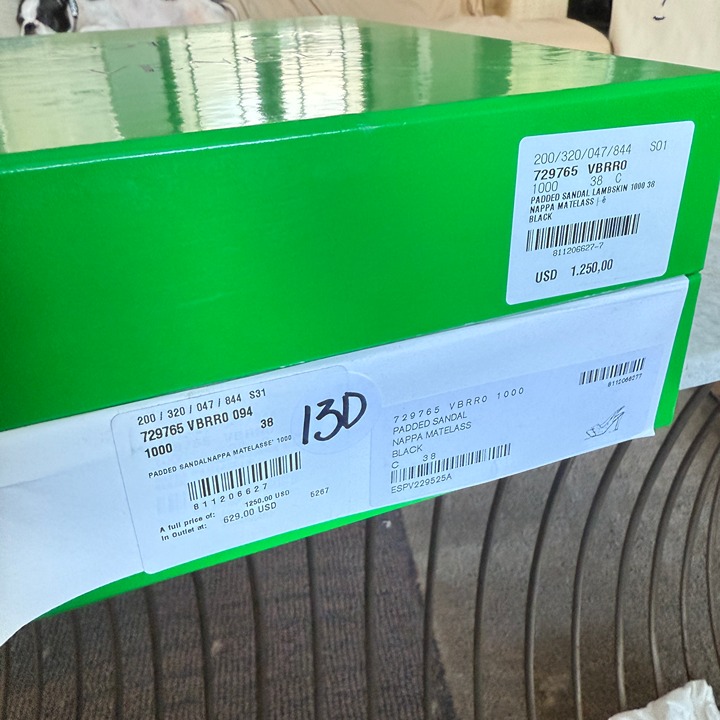 200/320/047/844 S01
729765 VBRR0
1000 38 C
PADDED SANDAL LAMBSKIN 1000 38
NAPPA MATELASS
BLACK
811206627-7
USD 1.250,00
200 / 320 / 047 / 844 S31
729765 VBRR0 094
1000 38
PADDED SANDALNAPPA MATELASSE' 1000
811206627
A full price of: 1250.00 USD
In Outlet at: 629.00 USD 5267
13D
729765 VBRR0 1000
PADDED SANDAL
NAPPA MATELASS
BLACK
C 38
ESPV229525A
8112066277